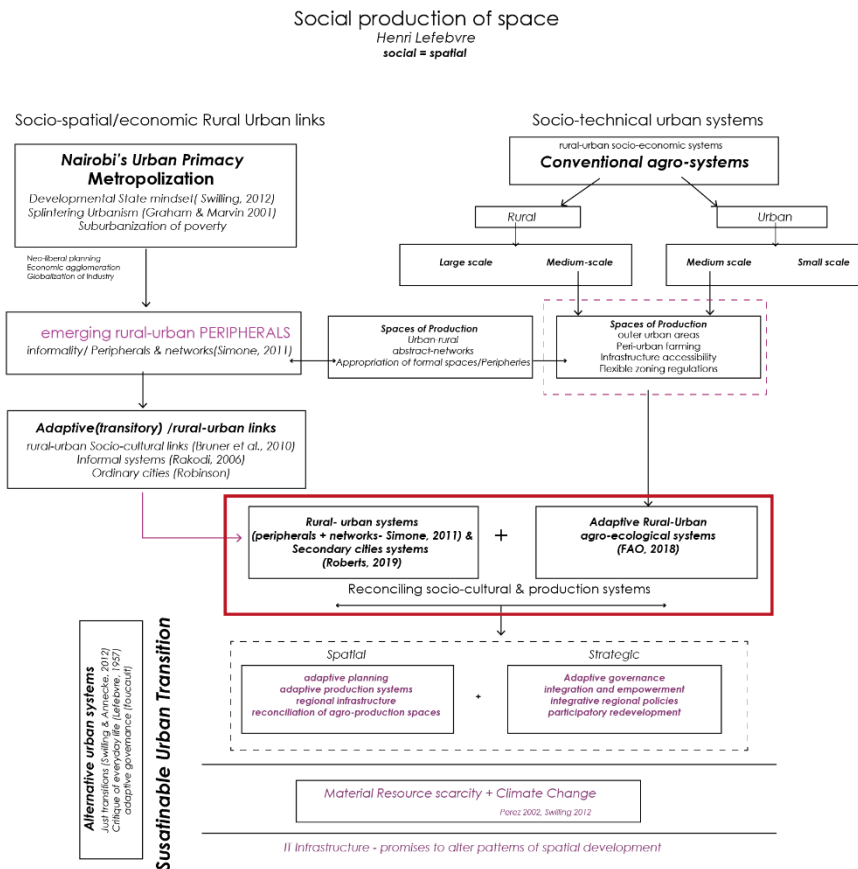 Social production of space
Henri Lefebvre
social = spatial
Socio-spatial/economic Rural Urban links
Nairobi's Urban Primacy
Metropolization
Developmental State mindset( Swilling, 2012)
Splintering Urbanism (Graham & Marvin 2001)
Suburbanization of poverty
Neo-liberal planning
Economic agglomeration
Globalization of Industry
emerging rural-urban PERIPHERALS
informality/ Peripherals & networks(Simone, 2011)
Adaptive(transitory) /rural-urban links
rural-urban Socio-cultural links (Bruner et al., 2010)
Informal systems (Rakodi, 2006)
Ordinary cities (Robinson)
Socio-technical urban systems
rural-urban socio-economic systems
Conventional agro-systems
Rural
Urban
Large scale
Medium-scale
Medium scale
Small scale
Spaces of Production
Urban-rural
abstract-networks
Appropriation of formal spaces/Peripheries
Spaces of Production
outer urban areas
Peri-urban farming
Infrastructure accessibility
Flexible zoning regulations
Rural- urban systems
(peripherals + networks- Simone, 2011) &
Secondary cities systems
(Roberts, 2019)
+
Adaptive Rural-Urban
agro-ecological systems
(FAO, 2018)
Reconciling socio-cultural & production systems
Alternative urban systems
Just transitions (Swilling & Annecke, 2012)
Critique of everyday life (Lefebvre, 1957)
adaptive governance (foucault)
Susatinable Urban Transition
Spatial
adaptive planning
adaptive production systems
regional infrastructure
reconciliation of agro-production spaces
+
Strategic
Adaptive governance
integration and empowerment
integrative regional policies
participatory redevelopment
Material Resource scarcity + Climate Change
Perez 2002, Swilling 2012
IT Infrastructure - promises to alter patterns of spatial development